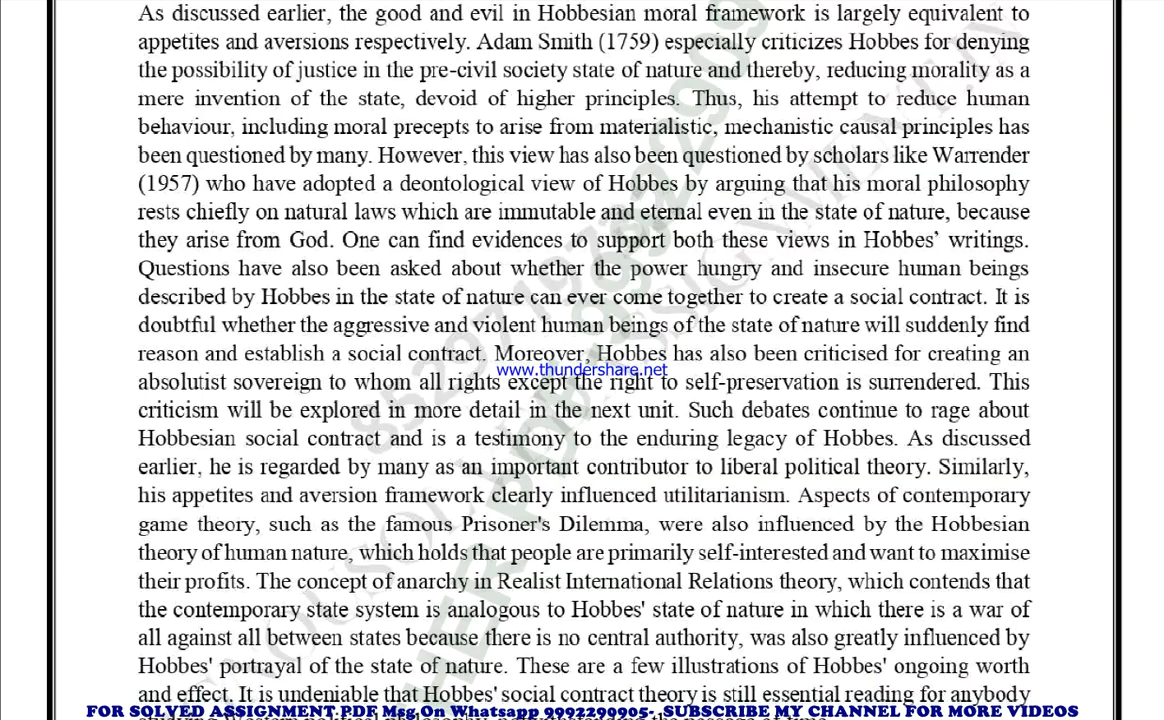 As discussed earlier, the good and evil in Hobbesian moral framework is largely equivalent to
appetites and aversions respectively. Adam Smith (1759) especially criticizes Hobbes for denying
the possibility of justice in the pre-civil society state of nature and thereby, reducing morality as a
mere invention of the state, devoid of higher principles. Thus, his attempt to reduce human
behaviour, including moral precepts to arise from materialistic, mechanistic causal principles has
been questioned by many. However, this view has also been questioned by scholars like Warrender
(1957) who have adopted a deontological view of Hobbes by arguing that his moral philosophy
rests chiefly on natural laws which are immutable and eternal even in the state of nature, because
they arise from God. One can find evidences to support both these views in Hobbes’ writings.
Questions have also been asked about whether the power hungry and insecure human beings
described by Hobbes in the state of nature can ever come together to create a social contract. It is
doubtful whether the aggressive and violent human beings of the state of nature will suddenly find
reason and establish a social contract. Moreover, Hobbes has also been criticised for creating an
www.thundershare.net
absolutist sovereign to whom all rights except the right to self-preservation is surrendered. This
criticism will be explored in more detail in the next unit. Such debates continue to rage about
Hobbesian social contract and is a testimony to the enduring legacy of Hobbes. As discussed
earlier, he is regarded by many as an important contributor to liberal political theory. Similarly,
his appetites and aversion framework clearly influenced utilitarianism. Aspects of contemporary
game theory, such as the famous Prisoner's Dilemma, were also influenced by the Hobbesian
theory of human nature, which holds that people are primarily self-interested and want to maximise
their profits. The concept of anarchy in Realist International Relations theory, which contends that
the contemporary state system is analogous to Hobbes' state of nature in which there is a war of
all against all between states because there is no central authority, was also greatly influenced by
Hobbes' portrayal of the state of nature. These are a few illustrations of Hobbes' ongoing worth
and effect. It is undeniable that Hobbes' social contract theory is still essential reading for anybody
FOR SOLVED ASSIGNMENT PDF Msg On Whatsapp 9992299905- ,SUBSCRIBE MY CHANNEL FOR MORE VIDEOS